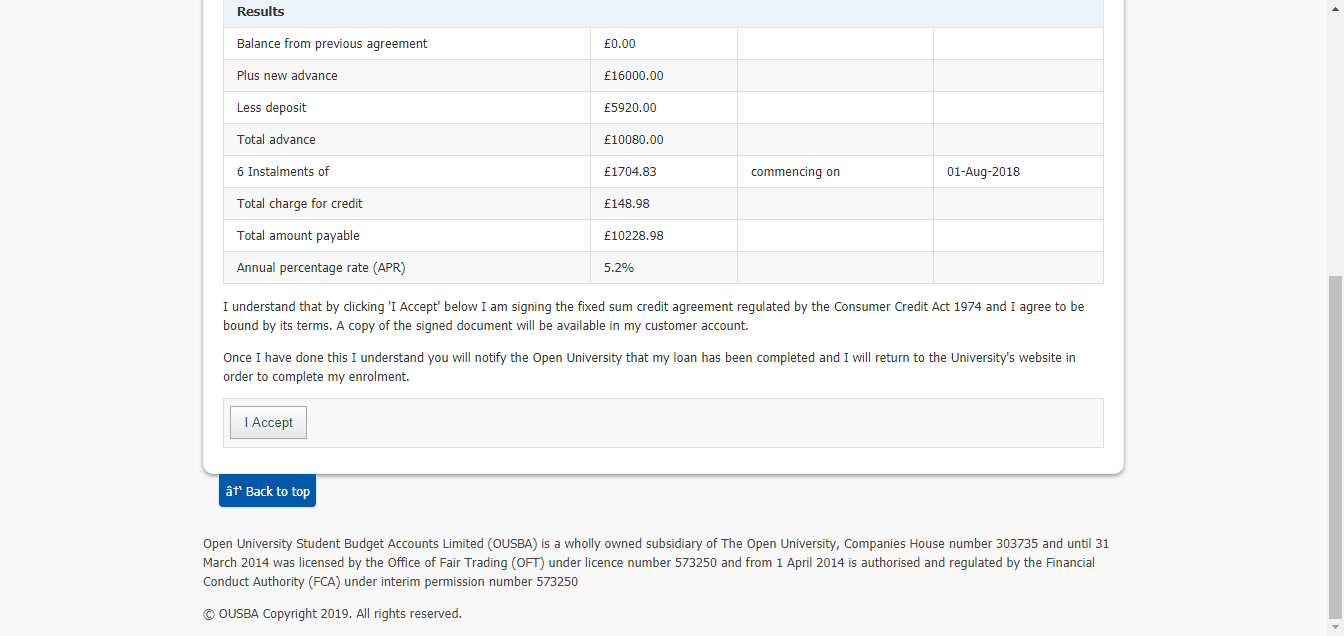 Results
Balance from previous agreement £0.00
Plus new advance £16000.00
Less deposit £5920.00
Total advance £10080.00
6 Instalments of £1704.83 commencing on 01-Aug-2018
Total charge for credit £148.98
Total amount payable £10228.98
Annual percentage rate (APR) 5.2%
I understand that by clicking 'I Accept' below I am signing the fixed sum credit agreement regulated by the Consumer Credit Act 1974 and I agree to be
bound by its terms. A copy of the signed document will be available in my customer account.
Once I have done this I understand you will notify the Open University that my loan has been completed and I will return to the University's website in
order to complete my enrolment.
I Accept
â†‘ Back to top
Open University Student Budget Accounts Limited (OUSBA) is a wholly owned subsidiary of The Open University, Companies House number 303735 and until 31
March 2014 was licensed by the Office of Fair Trading (OFT) under licence number 573250 and from 1 April 2014 is authorised and regulated by the Financial
Conduct Authority (FCA) under interim permission number 573250
© OUSBA Copyright 2019. All rights reserved.